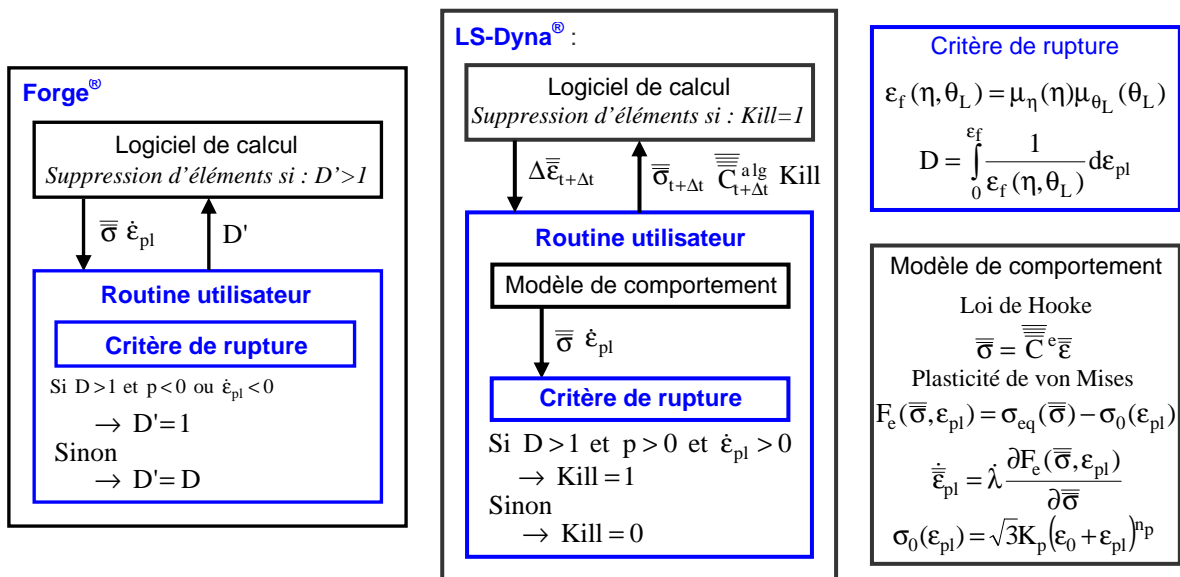 Forge®
Logiciel de calcul
Suppression d'éléments si : D'>1
σ̿ ε̇pl
D'
Routine utilisateur
Critère de rupture
Si D>1 et p<0 ou ε̇pl<0
→ D'=1
Sinon
→ D'=D
LS-Dyna® :
Logiciel de calcul
Suppression d'éléments si : Kill=1
Δε̿t+Δt
σ̿t+Δt C̿̿algt+Δt Kill
Routine utilisateur
Modèle de comportement
σ̿ ε̇pl
Critère de rupture
Si D>1 et p>0 et ε̇pl>0
→ Kill=1
Sinon
→ Kill=0
Critère de rupture
εf(η,θL)=μη(η)μθL(θL)
D = ∫0εf 1/εf(η,θL) dεpl
Modèle de comportement
Loi de Hooke
σ̿ = C̿̿e ε̿
Plasticité de von Mises
Fe(σ̿,εpl)=σeq(σ̿)−σ0(εpl)
ε̿̇pl = λ̇ ∂Fe(σ̿,εpl)/∂σ̿
σ0(εpl)=√3Kp(ε0+εpl)np